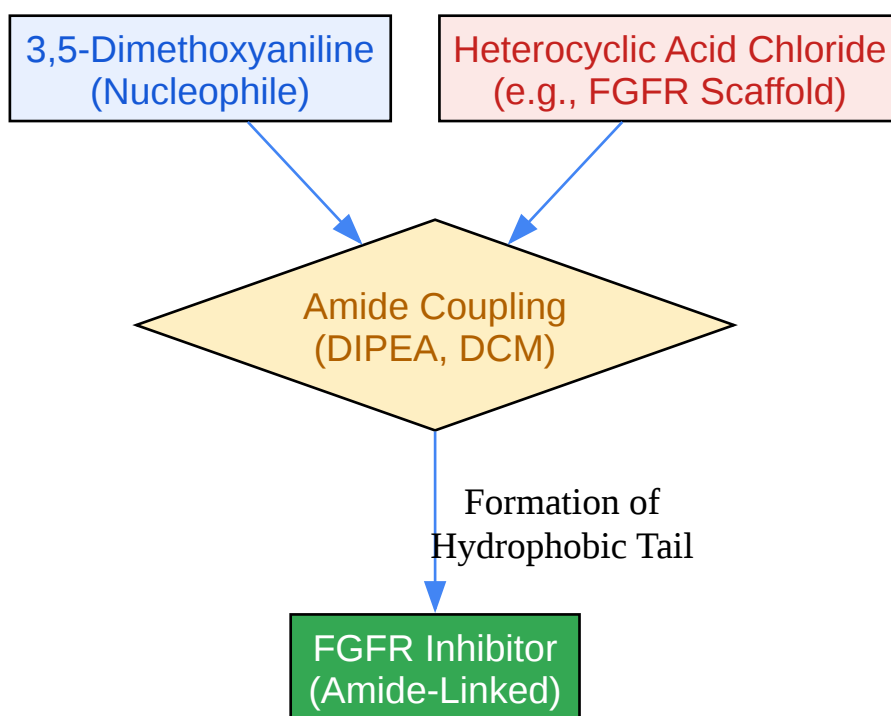 3,5-Dimethoxyaniline
(Nucleophile)
Heterocyclic Acid Chloride
(e.g., FGFR Scaffold)
Amide Coupling
(DIPEA, DCM)
Formation of
Hydrophobic Tail
FGFR Inhibitor
(Amide-Linked)